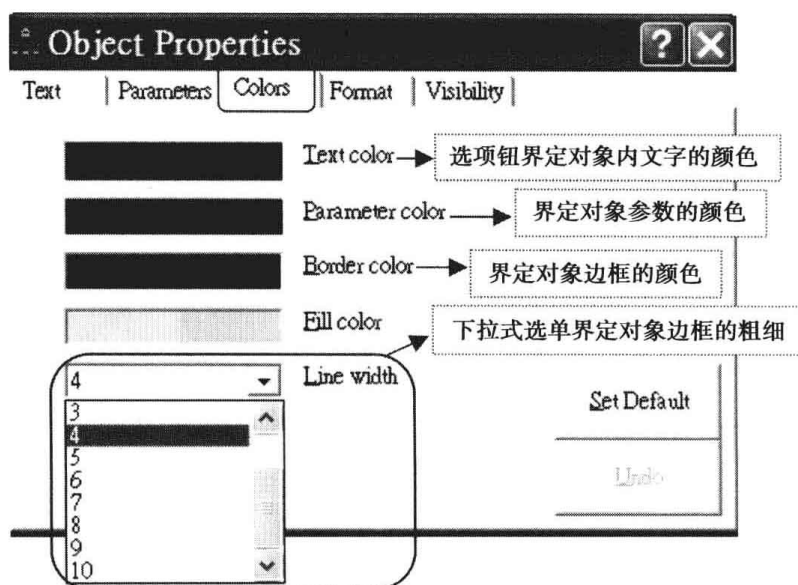 Object Properties
Text Parameters Colors Format Visibility
Text color 选项钮界定对象内文字的颜色
Parameter color 界定对象参数的颜色
Border color 界定对象边框的颜色
Fill color
下拉式选单界定对象边框的粗细
4 Line width
3
Set Default
4
5
6
Undo
7
8
9
10